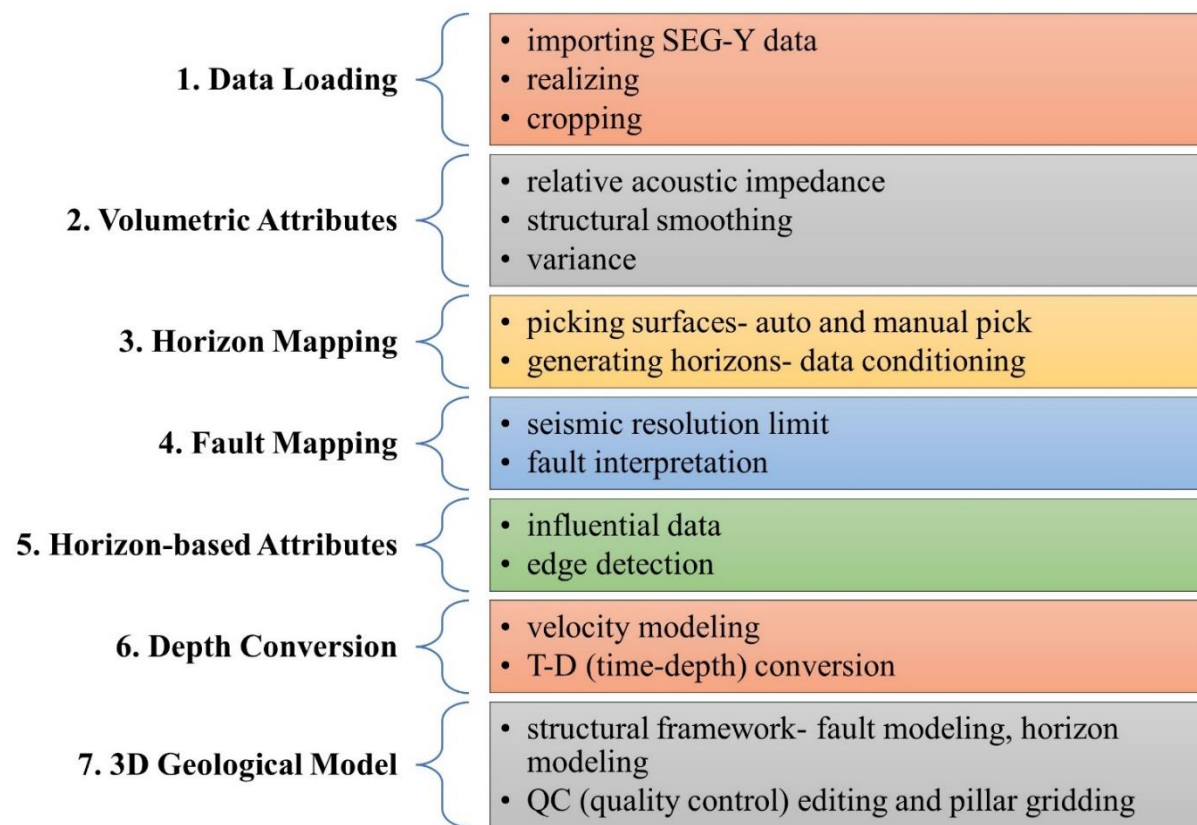 1. Data Loading
• importing SEG-Y data
• realizing
• cropping
2. Volumetric Attributes
• relative acoustic impedance
• structural smoothing
• variance
3. Horizon Mapping
• picking surfaces- auto and manual pick
• generating horizons- data conditioning
4. Fault Mapping
• seismic resolution limit
• fault interpretation
5. Horizon-based Attributes
• influential data
• edge detection
6. Depth Conversion
• velocity modeling
• T-D (time-depth) conversion
7. 3D Geological Model
• structural framework- fault modeling, horizon
modeling
• QC (quality control) editing and pillar gridding